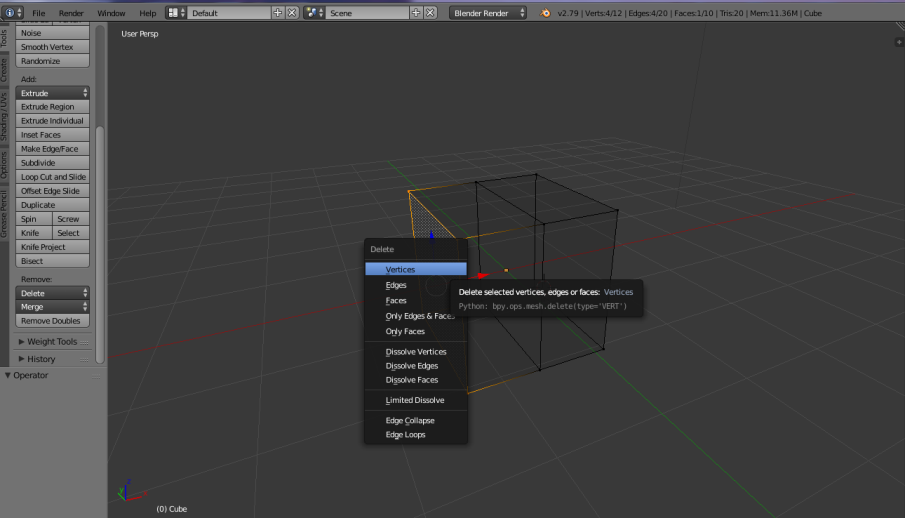 File Render Window Help Default Scene Blender Render v2.79 | Verts:4/12 | Edges:4/20 | Faces:1/10 | Tris:20 | Mem:11.36M | Cube
User Persp
Tools
Create
Shading / UVs
Options
Grease Pencil
Noise
Smooth Vertex
Randomize
Add:
Extrude
Extrude Region
Extrude Individual
Inset Faces
Make Edge/Face
Subdivide
Loop Cut and Slide
Offset Edge Slide
Duplicate
Spin Screw
Knife Select
Knife Project
Bisect
Remove:
Delete
Merge
Remove Doubles
Weight Tools
History
Operator
Delete
Vertices
Edges
Faces
Only Edges & Faces
Only Faces
Dissolve Vertices
Dissolve Edges
Dissolve Faces
Limited Dissolve
Edge Collapse
Edge Loops
Delete selected vertices, edges or faces: Vertices
Python: bpy.ops.mesh.delete(type='VERT')
(0) Cube